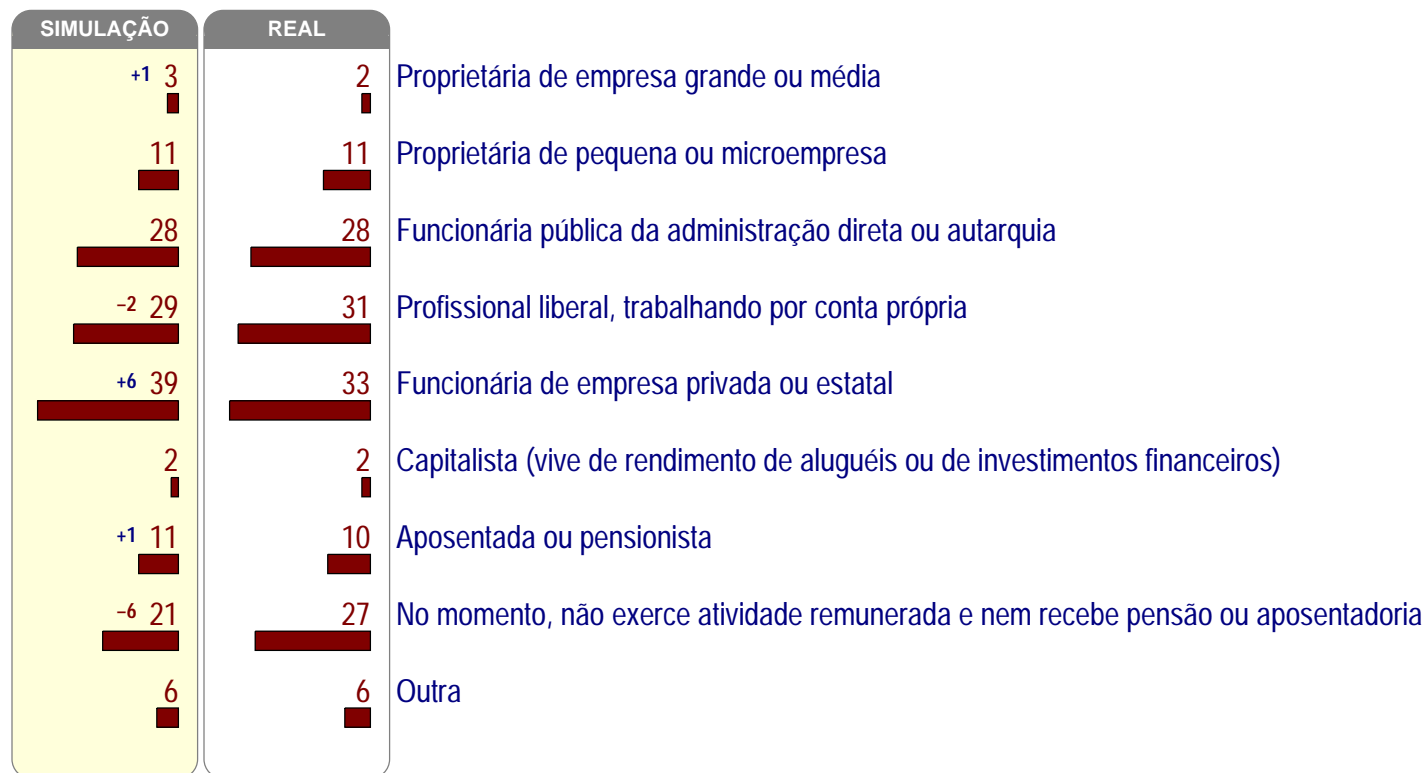 SIMULAÇÃO REAL
+1 3 2 Proprietária de empresa grande ou média
11 11 Proprietária de pequena ou microempresa
28 28 Funcionária pública da administração direta ou autarquia
−2 29 31 Profissional liberal, trabalhando por conta própria
+6 39 33 Funcionária de empresa privada ou estatal
2 2 Capitalista (vive de rendimento de aluguéis ou de investimentos financeiros)
+1 11 10 Aposentada ou pensionista
−6 21 27 No momento, não exerce atividade remunerada e nem recebe pensão ou aposentadoria
6 6 Outra